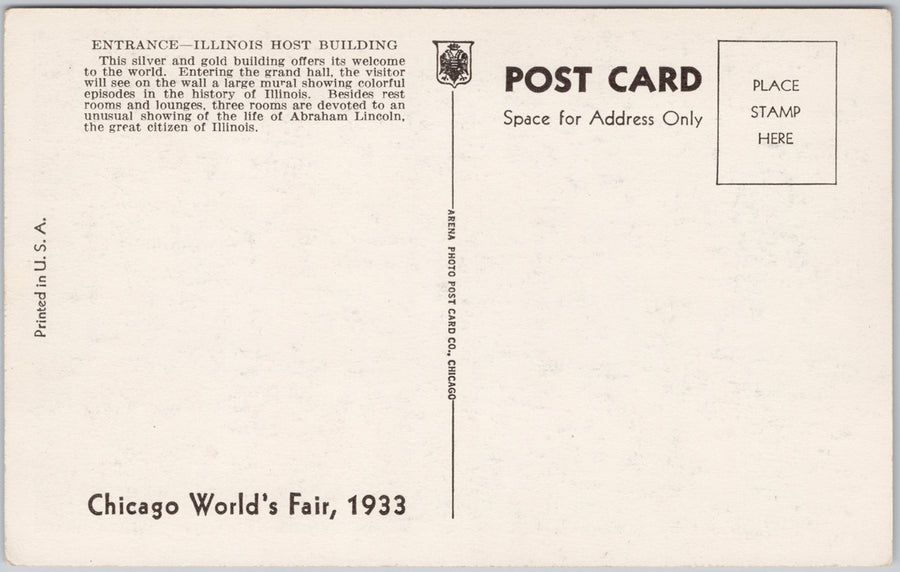 ENTRANCE—ILLINOIS HOST BUILDING
This silver and gold building offers its welcome
to the world. Entering the grand hall, the visitor
will see on the wall a large mural showing colorful
episodes in the history of Illinois. Besides rest
rooms and lounges, three rooms are devoted to an
unusual showing of the life of Abraham Lincoln,
the great citizen of Illinois.
Printed in U. S. A.
Chicago World's Fair, 1933
ARENA PHOTO POST CARD CO., CHICAGO
POST CARD
Space for Address Only
PLACE
STAMP
HERE